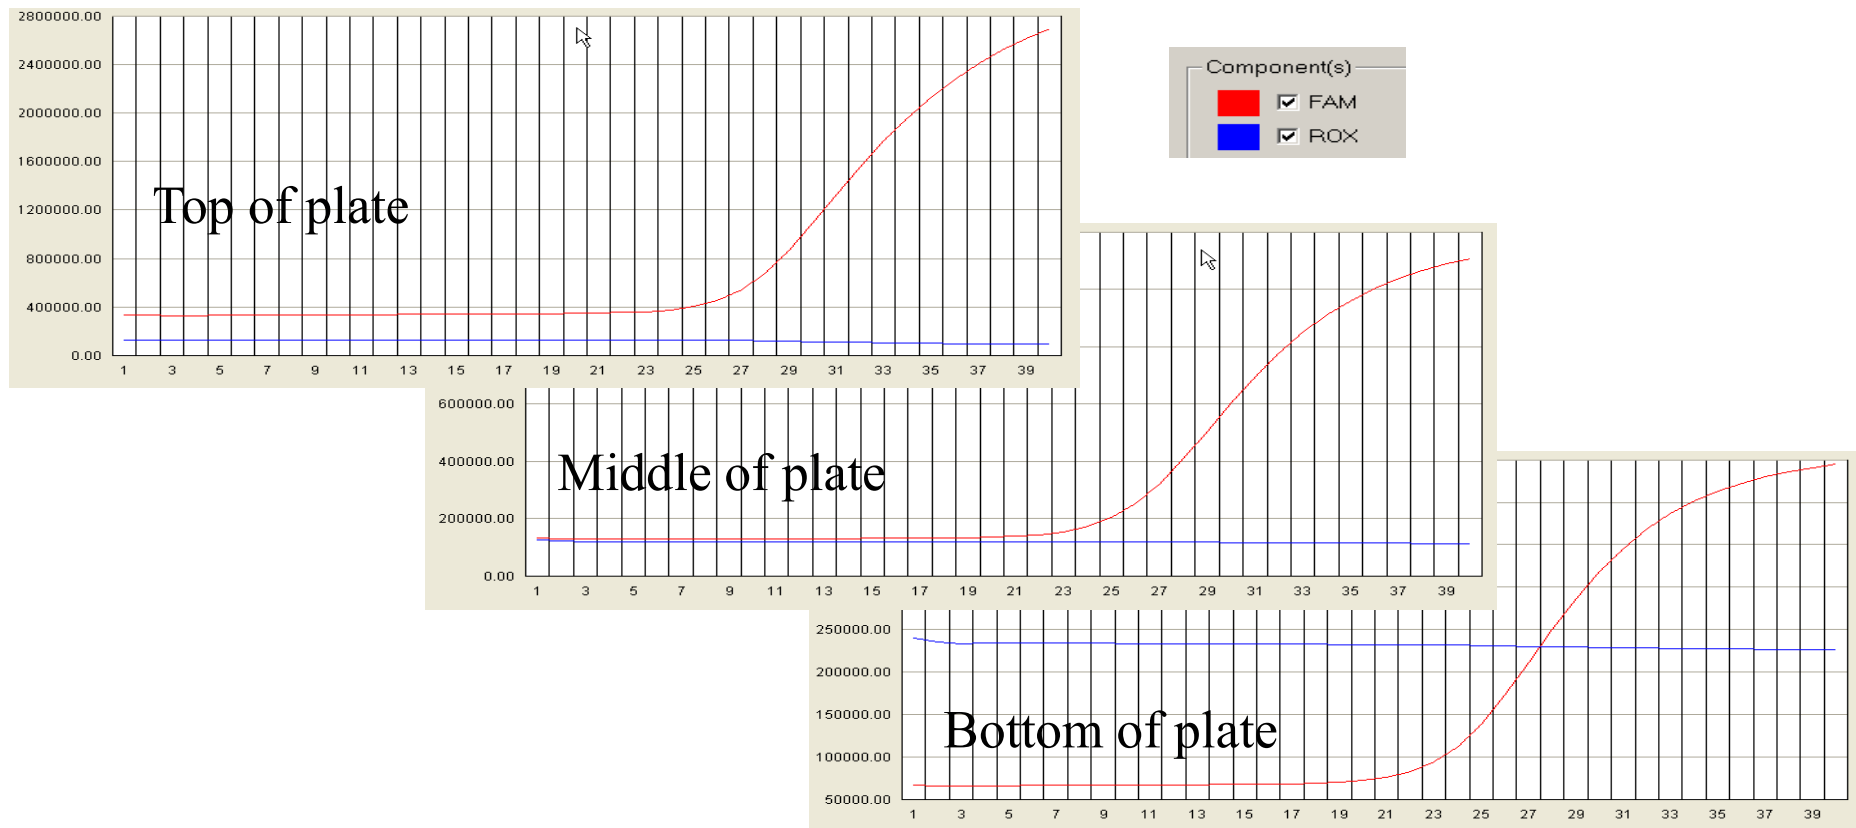 2800000.00
2400000.00
2000000.00
1600000.00
1200000.00
800000.00
400000.00
0.00
Top of plate
1 3 5 7 9 11 13 15 17 19 21 23 25 27 29 31 33 35 37 39
Component(s)
FAM
ROX
600000.00
400000.00
200000.00
0.00
Middle of plate
1 3 5 7 9 11 13 15 17 19 21 23 25 27 29 31 33 35 37 39
250000.00
200000.00
150000.00
100000.00
50000.00
Bottom of plate
1 3 5 7 9 11 13 15 17 19 21 23 25 27 29 31 33 35 37 39